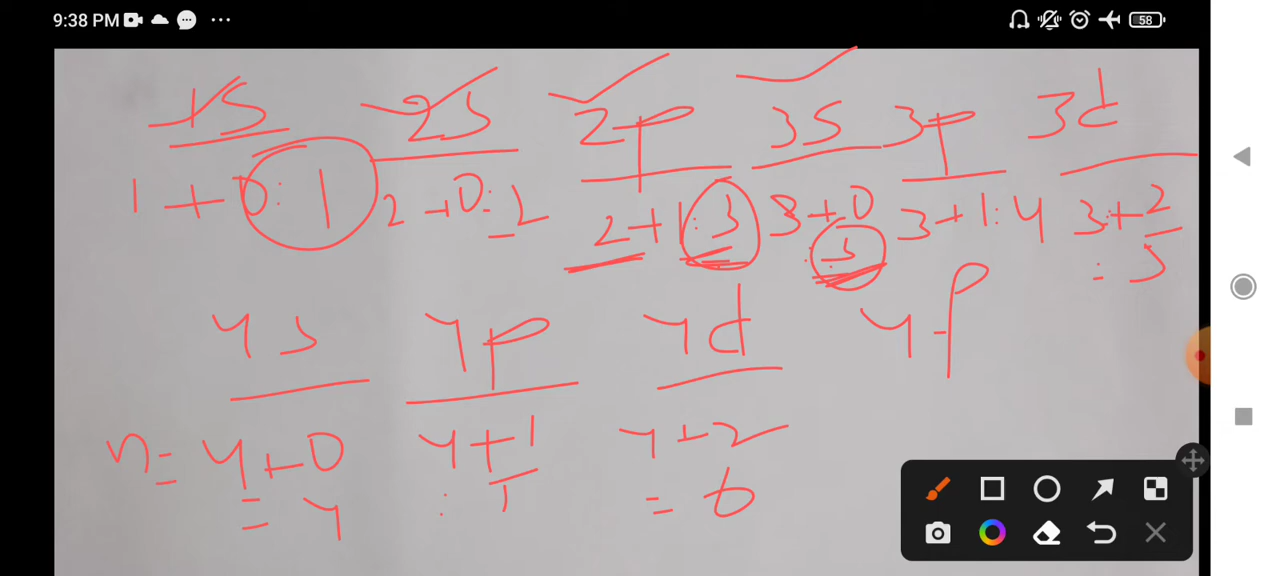 9:38 PM ... 58
1S 2S 2p 3S 3p 3d
1+0:1 2+0:2 2+1:3 3+0 3+1:4 3+2
:3 =5
4s 4p 4d 4f
n= 4+0 4+1 4+2
=4 = 6